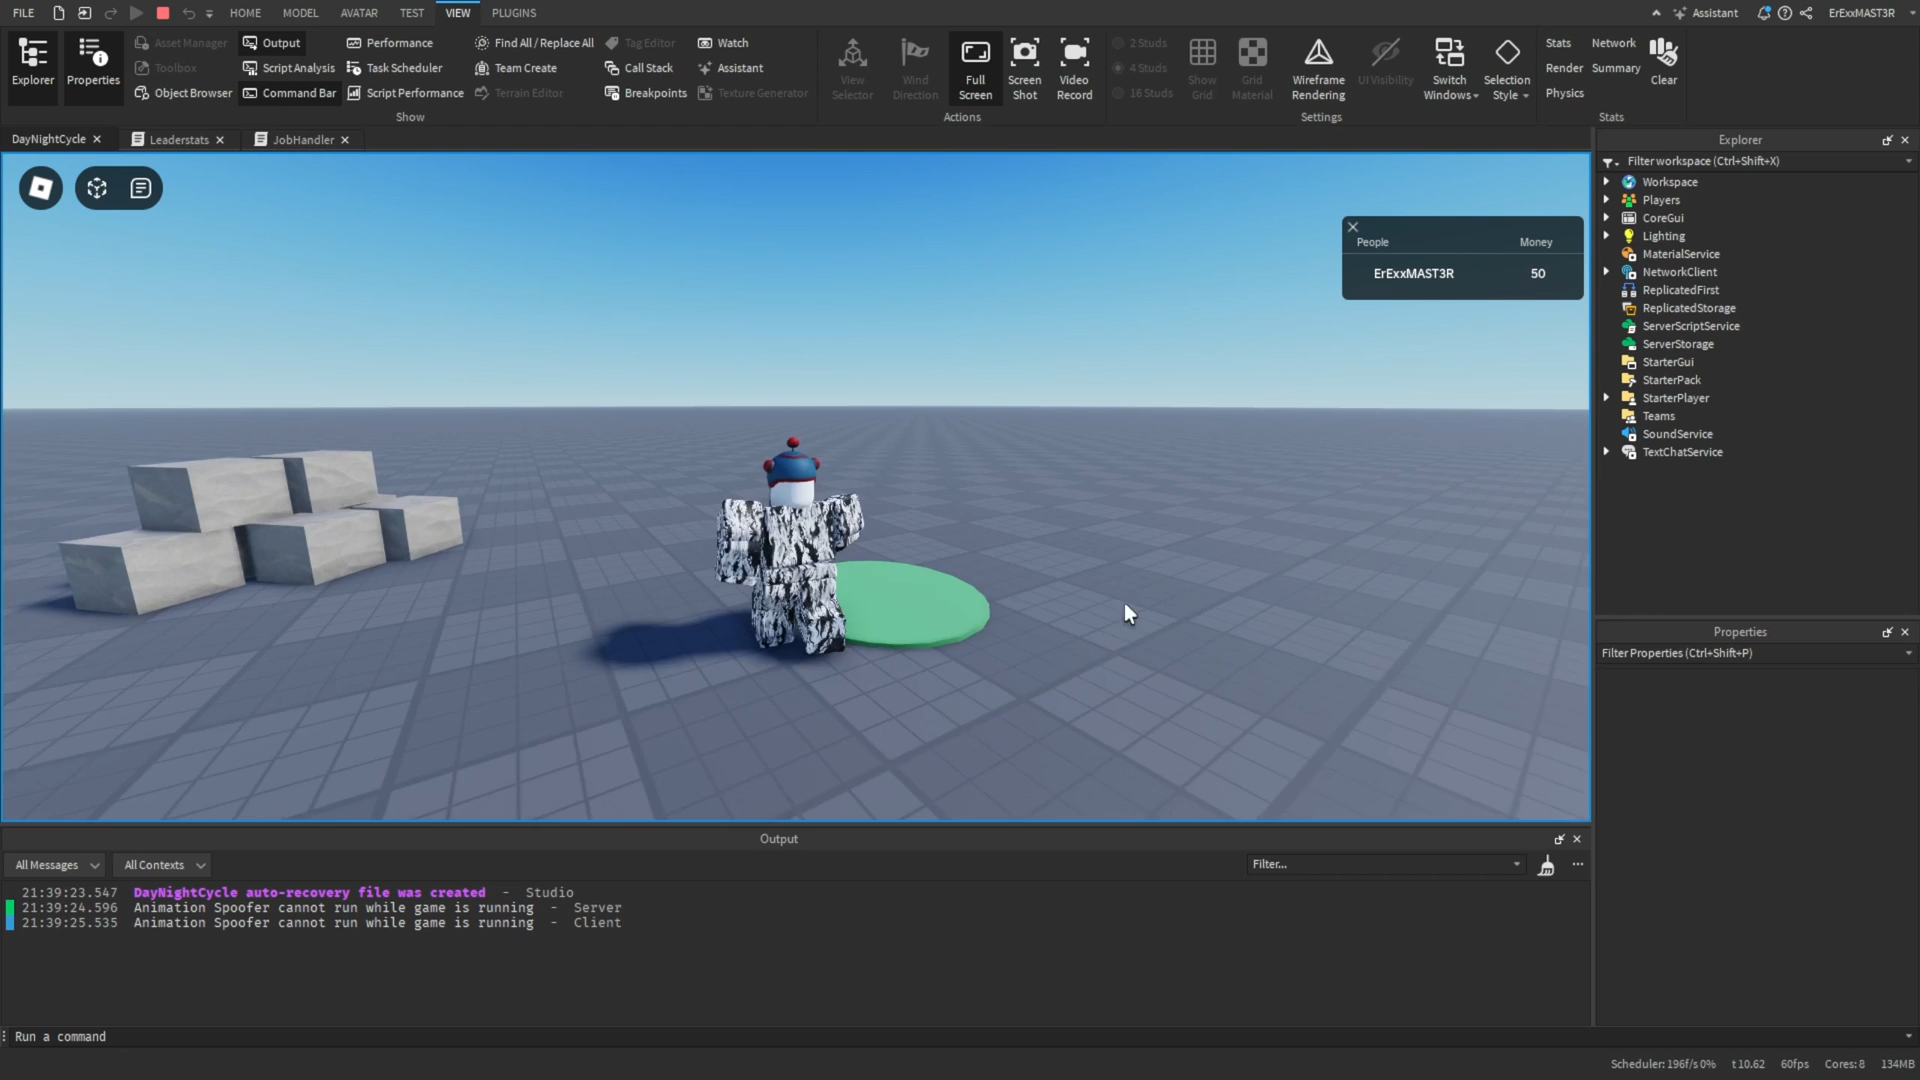 FILE HOME MODEL AVATAR TEST VIEW PLUGINS Assistant ErExxMAST3R
Explorer
Properties
Asset Manager
Toolbox
Object Browser
Output
Script Analysis
Command Bar
Performance
Task Scheduler
Script Performance
Find All / Replace All
Team Create
Terrain Editor
Tag Editor
Call Stack
Breakpoints
Watch
Assistant
Texture Generator
Show
View
Selector
Wind
Direction
Full
Screen
Screen
Shot
Video
Record
Actions
2 Studs
4 Studs
16 Studs
Show
Grid
Grid
Material
Wireframe
Rendering
UI Visibility
Switch
Windows
Selection
Style
Settings
Stats
Render
Physics
Network
Summary
Clear
Stats
DayNightCycle Leaderstats JobHandler
People Money
ErExxMAST3R 50
Explorer
Filter workspace (Ctrl+Shift+X)
Workspace
Players
CoreGui
Lighting
MaterialService
NetworkClient
ReplicatedFirst
ReplicatedStorage
ServerScriptService
ServerStorage
StarterGui
StarterPack
StarterPlayer
Teams
SoundService
TextChatService
Properties
Filter Properties (Ctrl+Shift+P)
Output
All Messages All Contexts Filter...
21:39:23.547 DayNightCycle auto-recovery file was created - Studio
21:39:24.596 Animation Spoofer cannot run while game is running - Server
21:39:25.535 Animation Spoofer cannot run while game is running - Client
Run a command
Scheduler: 196f/s 0% t 10.62 60fps Cores: 8 134MB